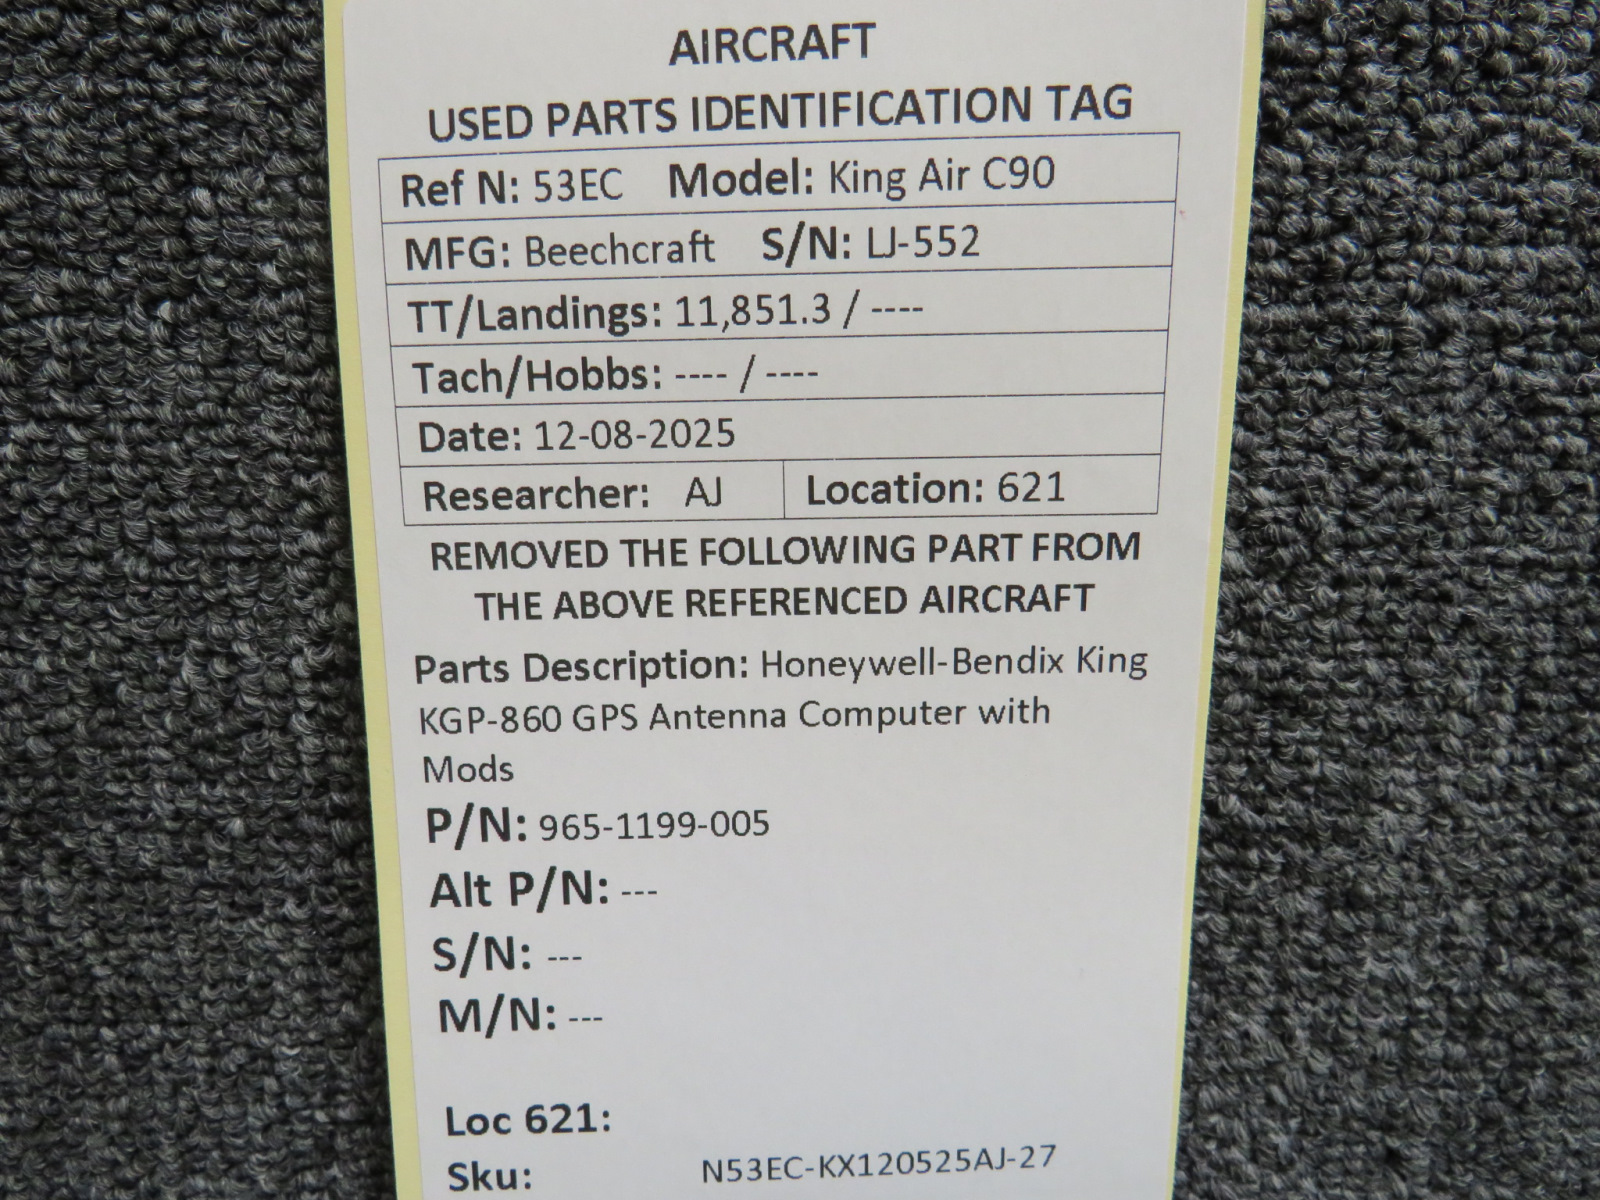 AIRCRAFT
USED PARTS IDENTIFICATION TAG
Ref N: 53EC Model: King Air C90
MFG: Beechcraft S/N: LJ-552
TT/Landings: 11,851.3 / ----
Tach/Hobbs: ---- / ----
Date: 12-08-2025
Researcher: AJ Location: 621
REMOVED THE FOLLOWING PART FROM
THE ABOVE REFERENCED AIRCRAFT
Parts Description: Honeywell-Bendix King
KGP-860 GPS Antenna Computer with
Mods
P/N: 965-1199-005
Alt P/N: ---
S/N: ---
M/N: ---
Loc 621:
Sku: N53EC-KX120525AJ-27